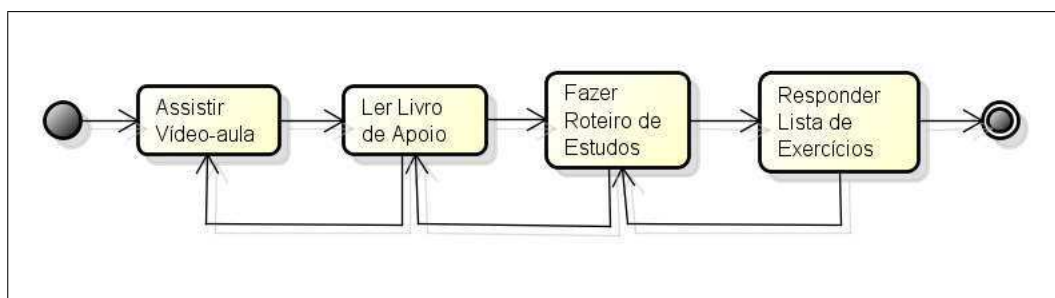 Assistir
Vídeo-aula
Ler Livro
de Apoio
Fazer
Roteiro de
Estudos
Responder
Lista de
Exercícios